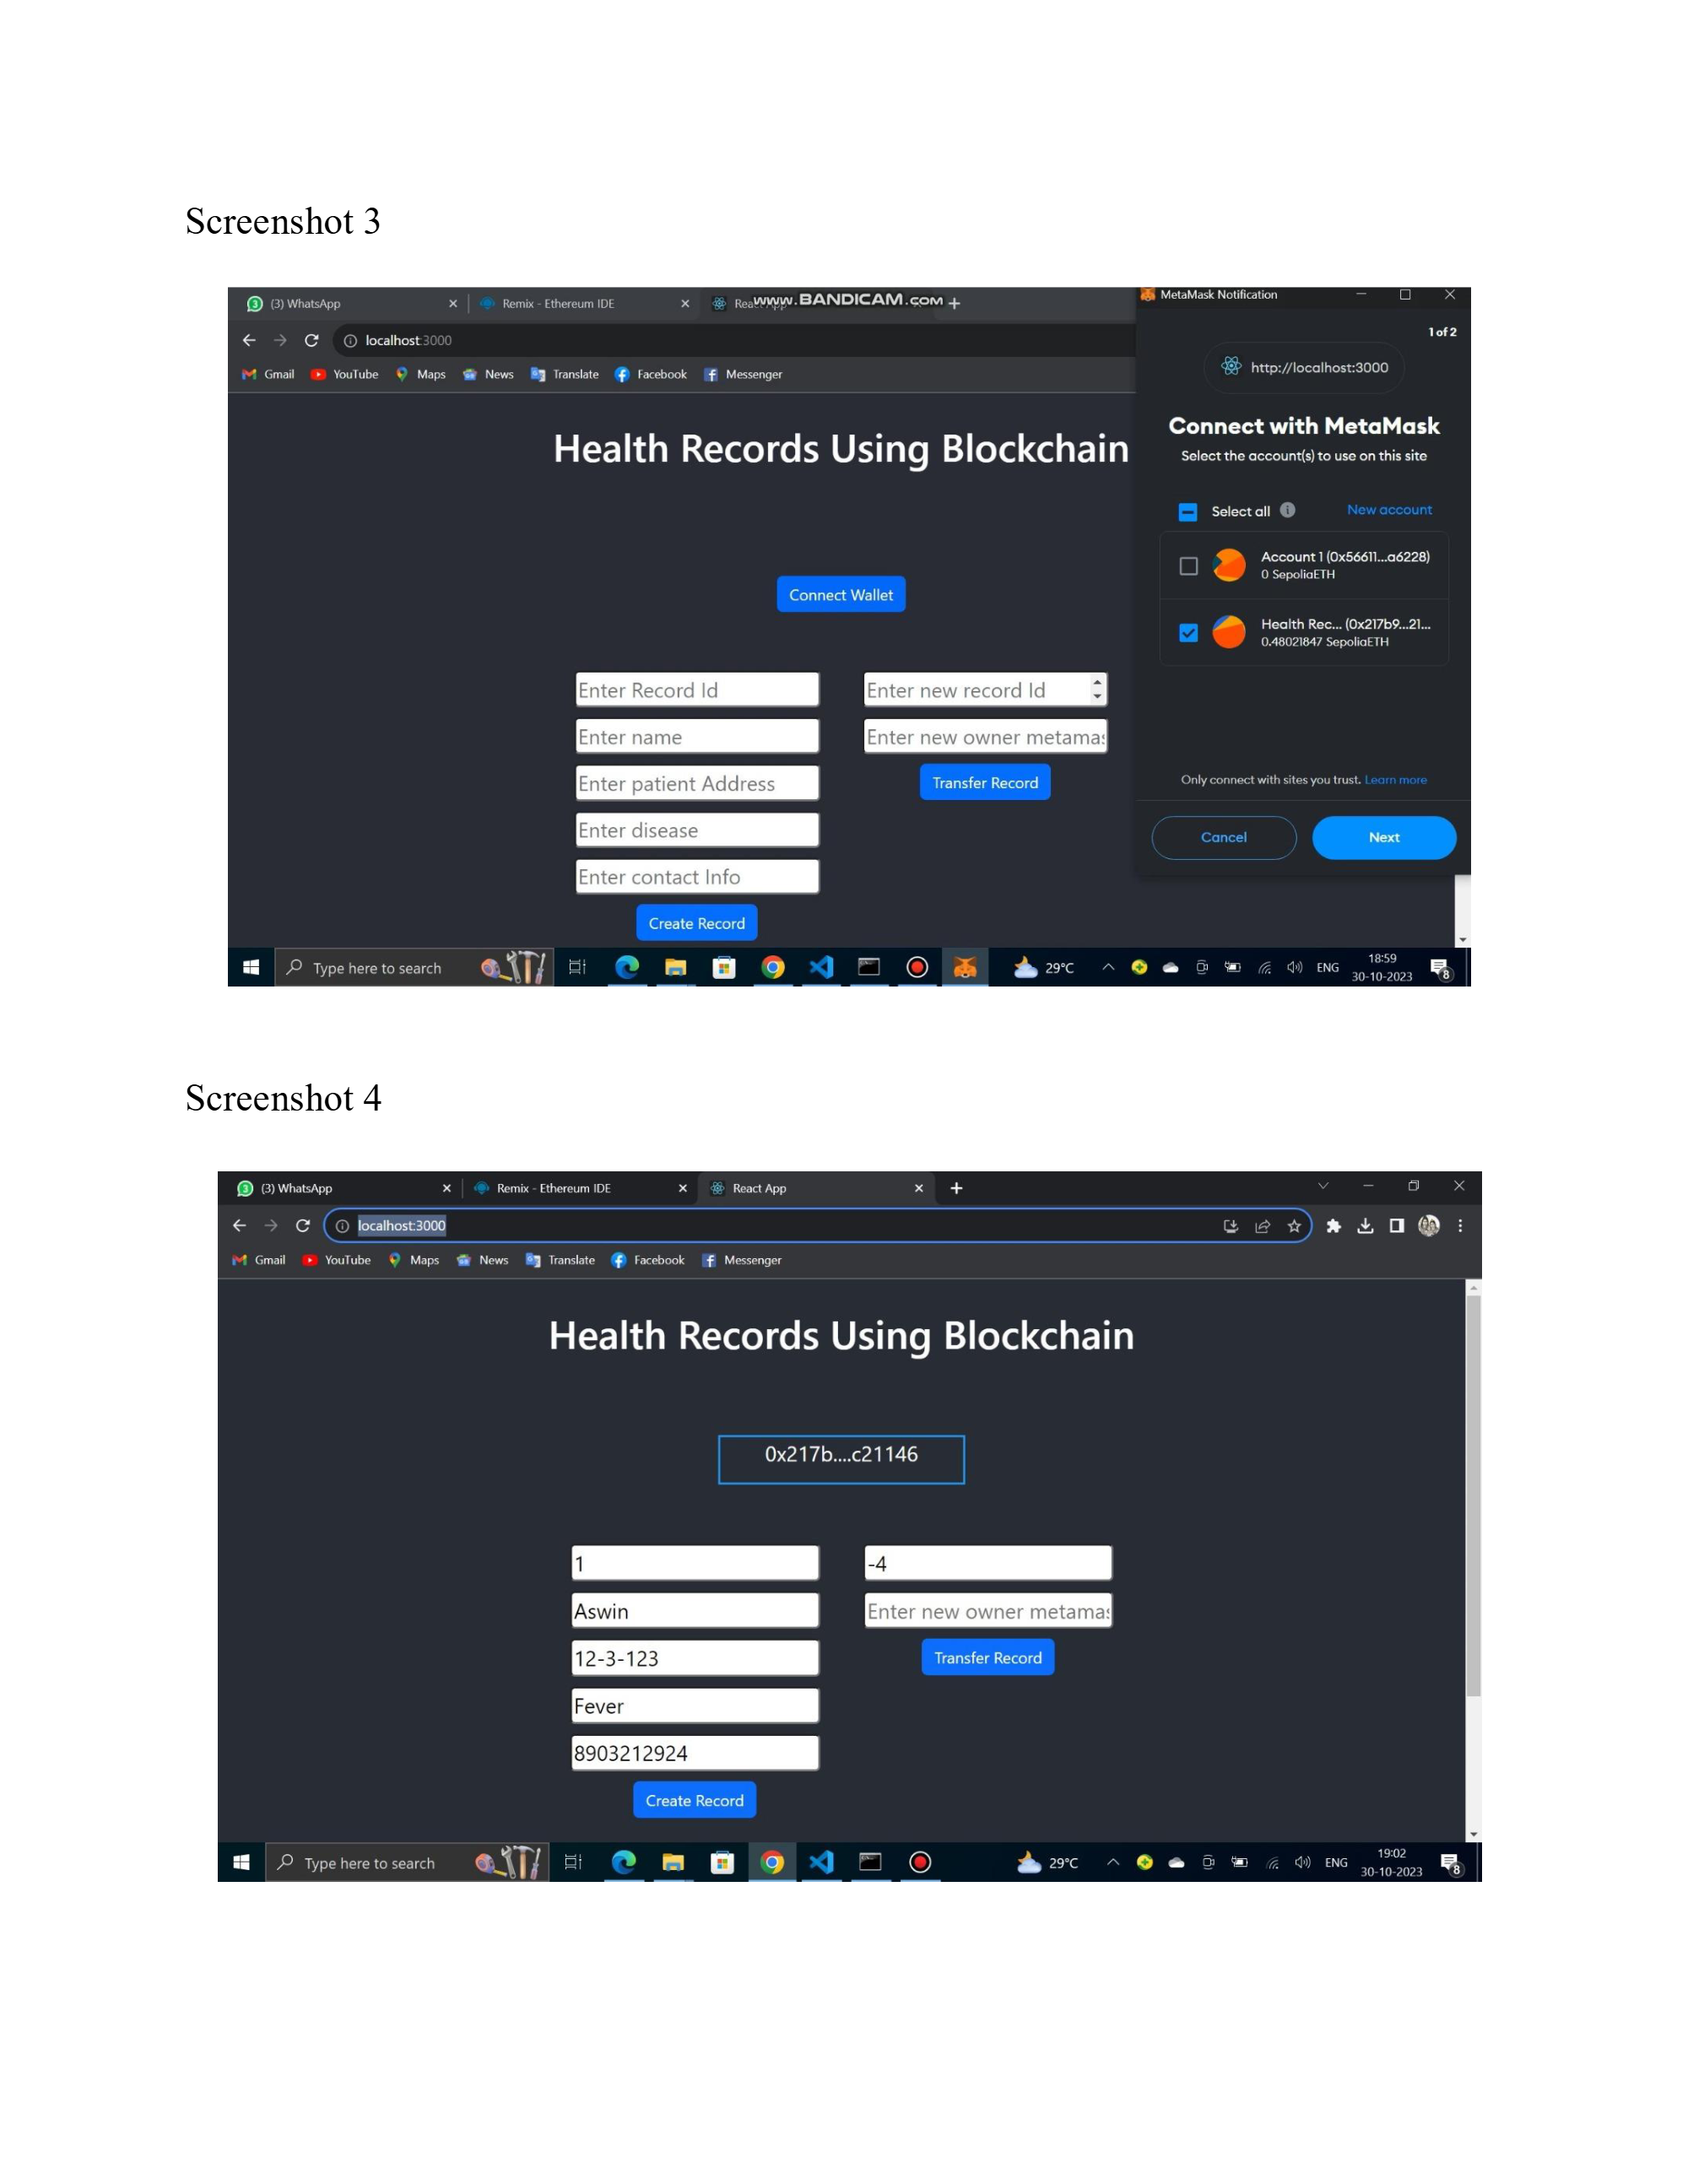 Screenshot 3
(3) WhatsApp
Remix - Ethereum IDE
www.BANDICAM.COM
localhost:3000
Gmail YouTube Maps News Translate Facebook Messenger
Health Records Using Blockchain
Connect Wallet
Enter Record Id
Enter name
Enter patient Address
Enter disease
Enter contact Info
Create Record
Enter new record Id
Enter new owner metamas
Transfer Record
MetaMask Notification
1 of 2
http://localhost:3000
Connect with MetaMask
Select the account(s) to use on this site
Select all
New account
Account 1 (0x56611...a6228)
0 SepoliaETH
Health Rec... (0x217b9...21...
0.48021847 SepoliaETH
Only connect with sites you trust. Learn more
Cancel Next
Type here to search
29°C
ENG
18:59
30-10-2023
8
Screenshot 4
(3) WhatsApp
Remix - Ethereum IDE
React App
localhost:3000
Gmail YouTube Maps News Translate Facebook Messenger
Health Records Using Blockchain
0x217b....c21146
1
Aswin
12-3-123
Fever
8903212924
Create Record
-4
Enter new owner metamas
Transfer Record
Type here to search
29°C
ENG
19:02
30-10-2023
8